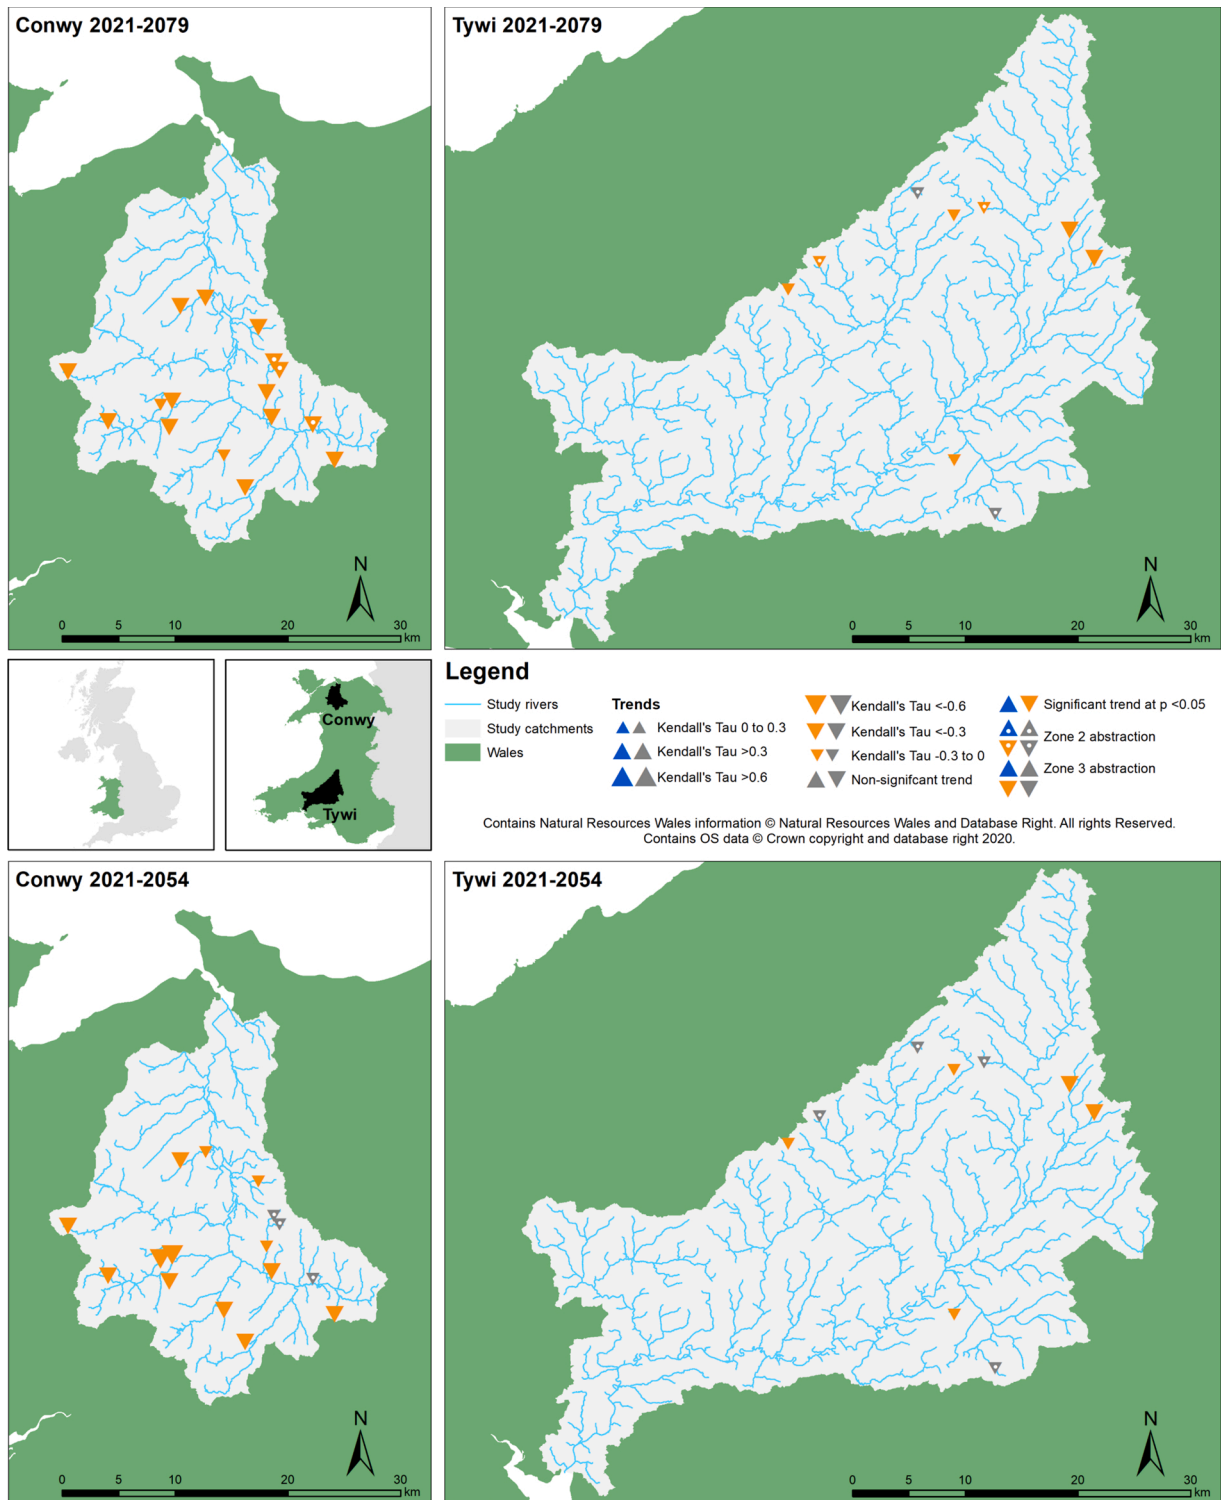 Conwy 2021-2079
N
0 5 10 20 30
km
Tywi 2021-2079
N
0 5 10 20 30
km
Conwy
Tywi
Legend
Study rivers
Study catchments
Wales
Trends
Kendall's Tau 0 to 0.3
Kendall's Tau >0.3
Kendall's Tau >0.6
Kendall's Tau <-0.6
Kendall's Tau <-0.3
Kendall's Tau -0.3 to 0
Non-signifcant trend
Significant trend at p <0.05
Zone 2 abstraction
Zone 3 abstraction
Contains Natural Resources Wales information © Natural Resources Wales and Database Right. All rights Reserved.
Contains OS data © Crown copyright and database right 2020.
Conwy 2021-2054
N
0 5 10 20 30
km
Tywi 2021-2054
N
0 5 10 20 30
km